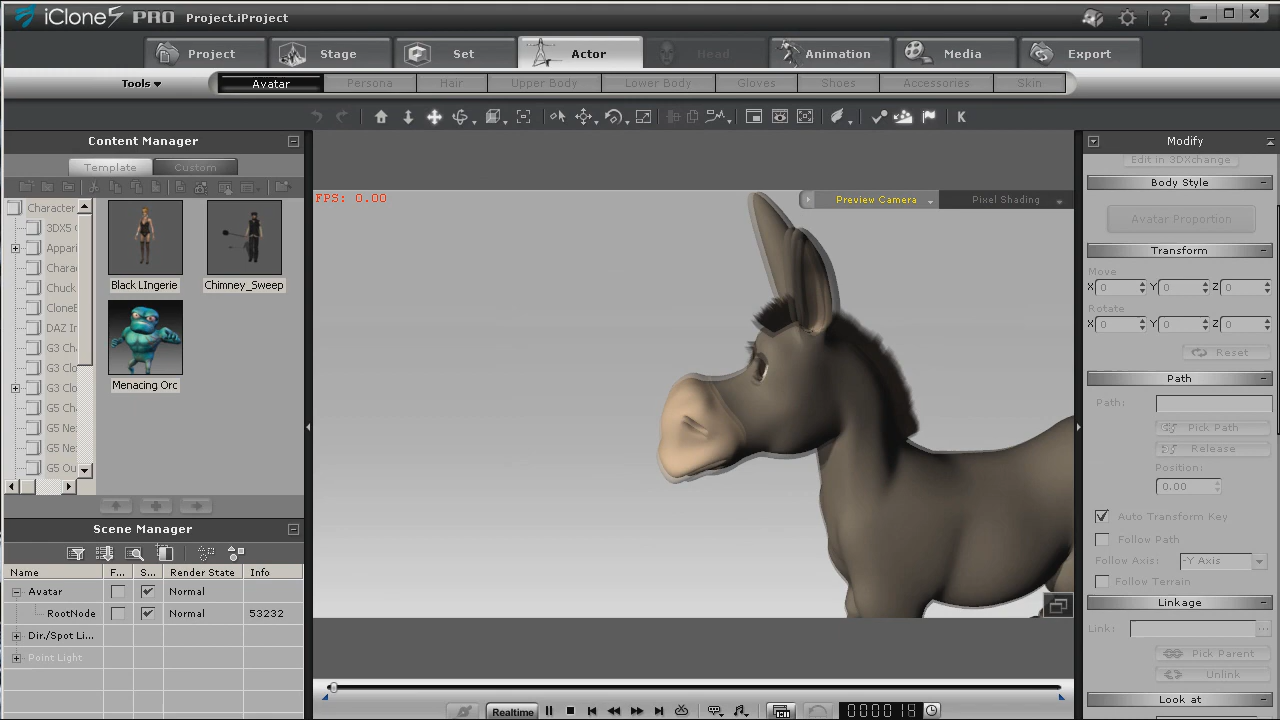 iClone5 PRO Project.iProject
Project Stage Set Actor Head Animation Media Export
Tools Avatar Persona Hair Upper Body Lower Body Gloves Shoes Accessories Skin
K
Content Manager
Template Custom
Character
3DX5
Appari
Chara
Chuck
CloneB
DAZ In
G3 Ch
G3 Clo
G3 Clo
G5 Ch
G5 Ne
G5 Ne
G5 Ou
Black LIngerie Chimney_Sweep
Menacing Orc
Scene Manager
Name F... S... Render State Info
Avatar Normal
RootNode Normal 53232
Dir./Spot Li...
Point Light
FPS: 0.00
Preview Camera Pixel Shading
Realtime
Modify
Edit in 3DXchange
Body Style
Avatar Proportion
Transform
Move
X 0 Y 0 Z 0
Rotate
X 0 Y 0 Z 0
Reset
Path
Path:
Pick Path
Release
Position:
0.00
Auto Transform Key
Follow Path
Follow Axis: -Y Axis
Follow Terrain
Linkage
Link:
Pick Parent
Unlink
Look at